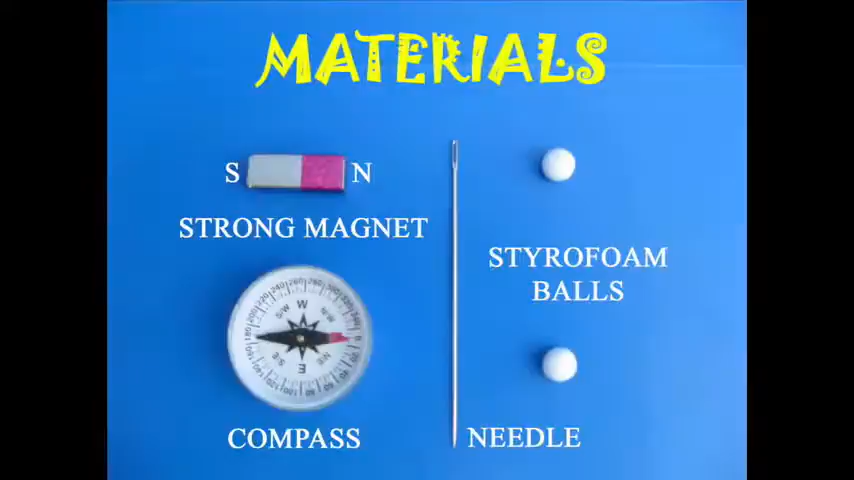 MATERIALS
S N
STRONG MAGNET
STYROFOAM
BALLS
W
S/W N/W
S/E N/E
E
COMPASS
NEEDLE